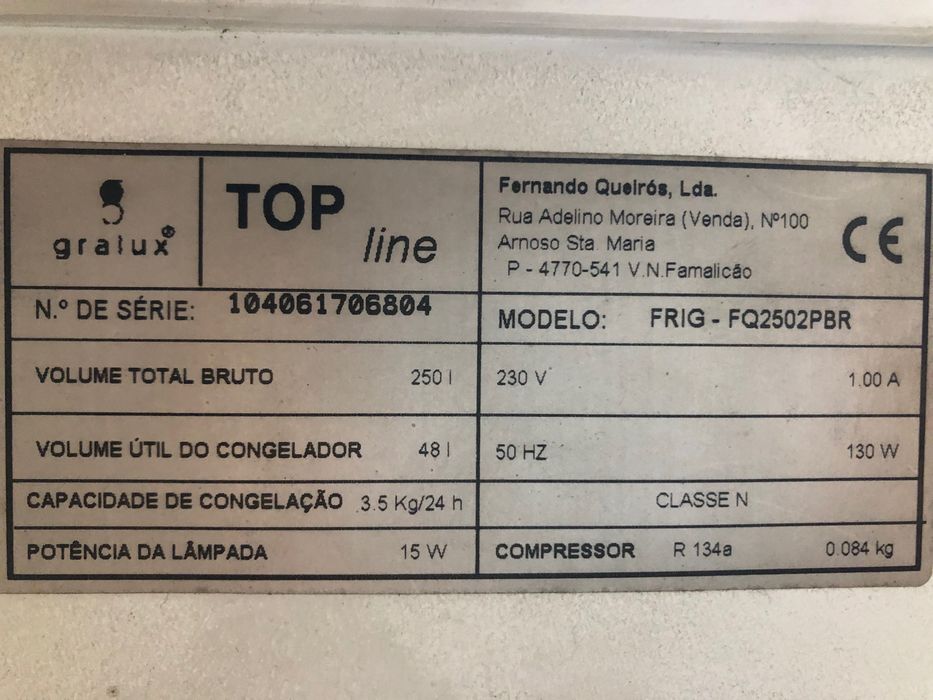 gralux®
TOP
line
Fernando Queirós, Lda.
Rua Adelino Moreira (Venda), Nº100
Arnoso Sta. Maria
P - 4770-541 V.N.Famalicão
CE
N.º DE SÉRIE: 104061706804
MODELO: FRIG - FQ2502PBR
VOLUME TOTAL BRUTO 250 l
230 V 1.00 A
VOLUME ÚTIL DO CONGELADOR 48 l
50 HZ 130 W
CAPACIDADE DE CONGELAÇÃO 3.5 Kg/24 h
CLASSE N
POTÊNCIA DA LÂMPADA 15 W
COMPRESSOR R 134a 0.084 kg